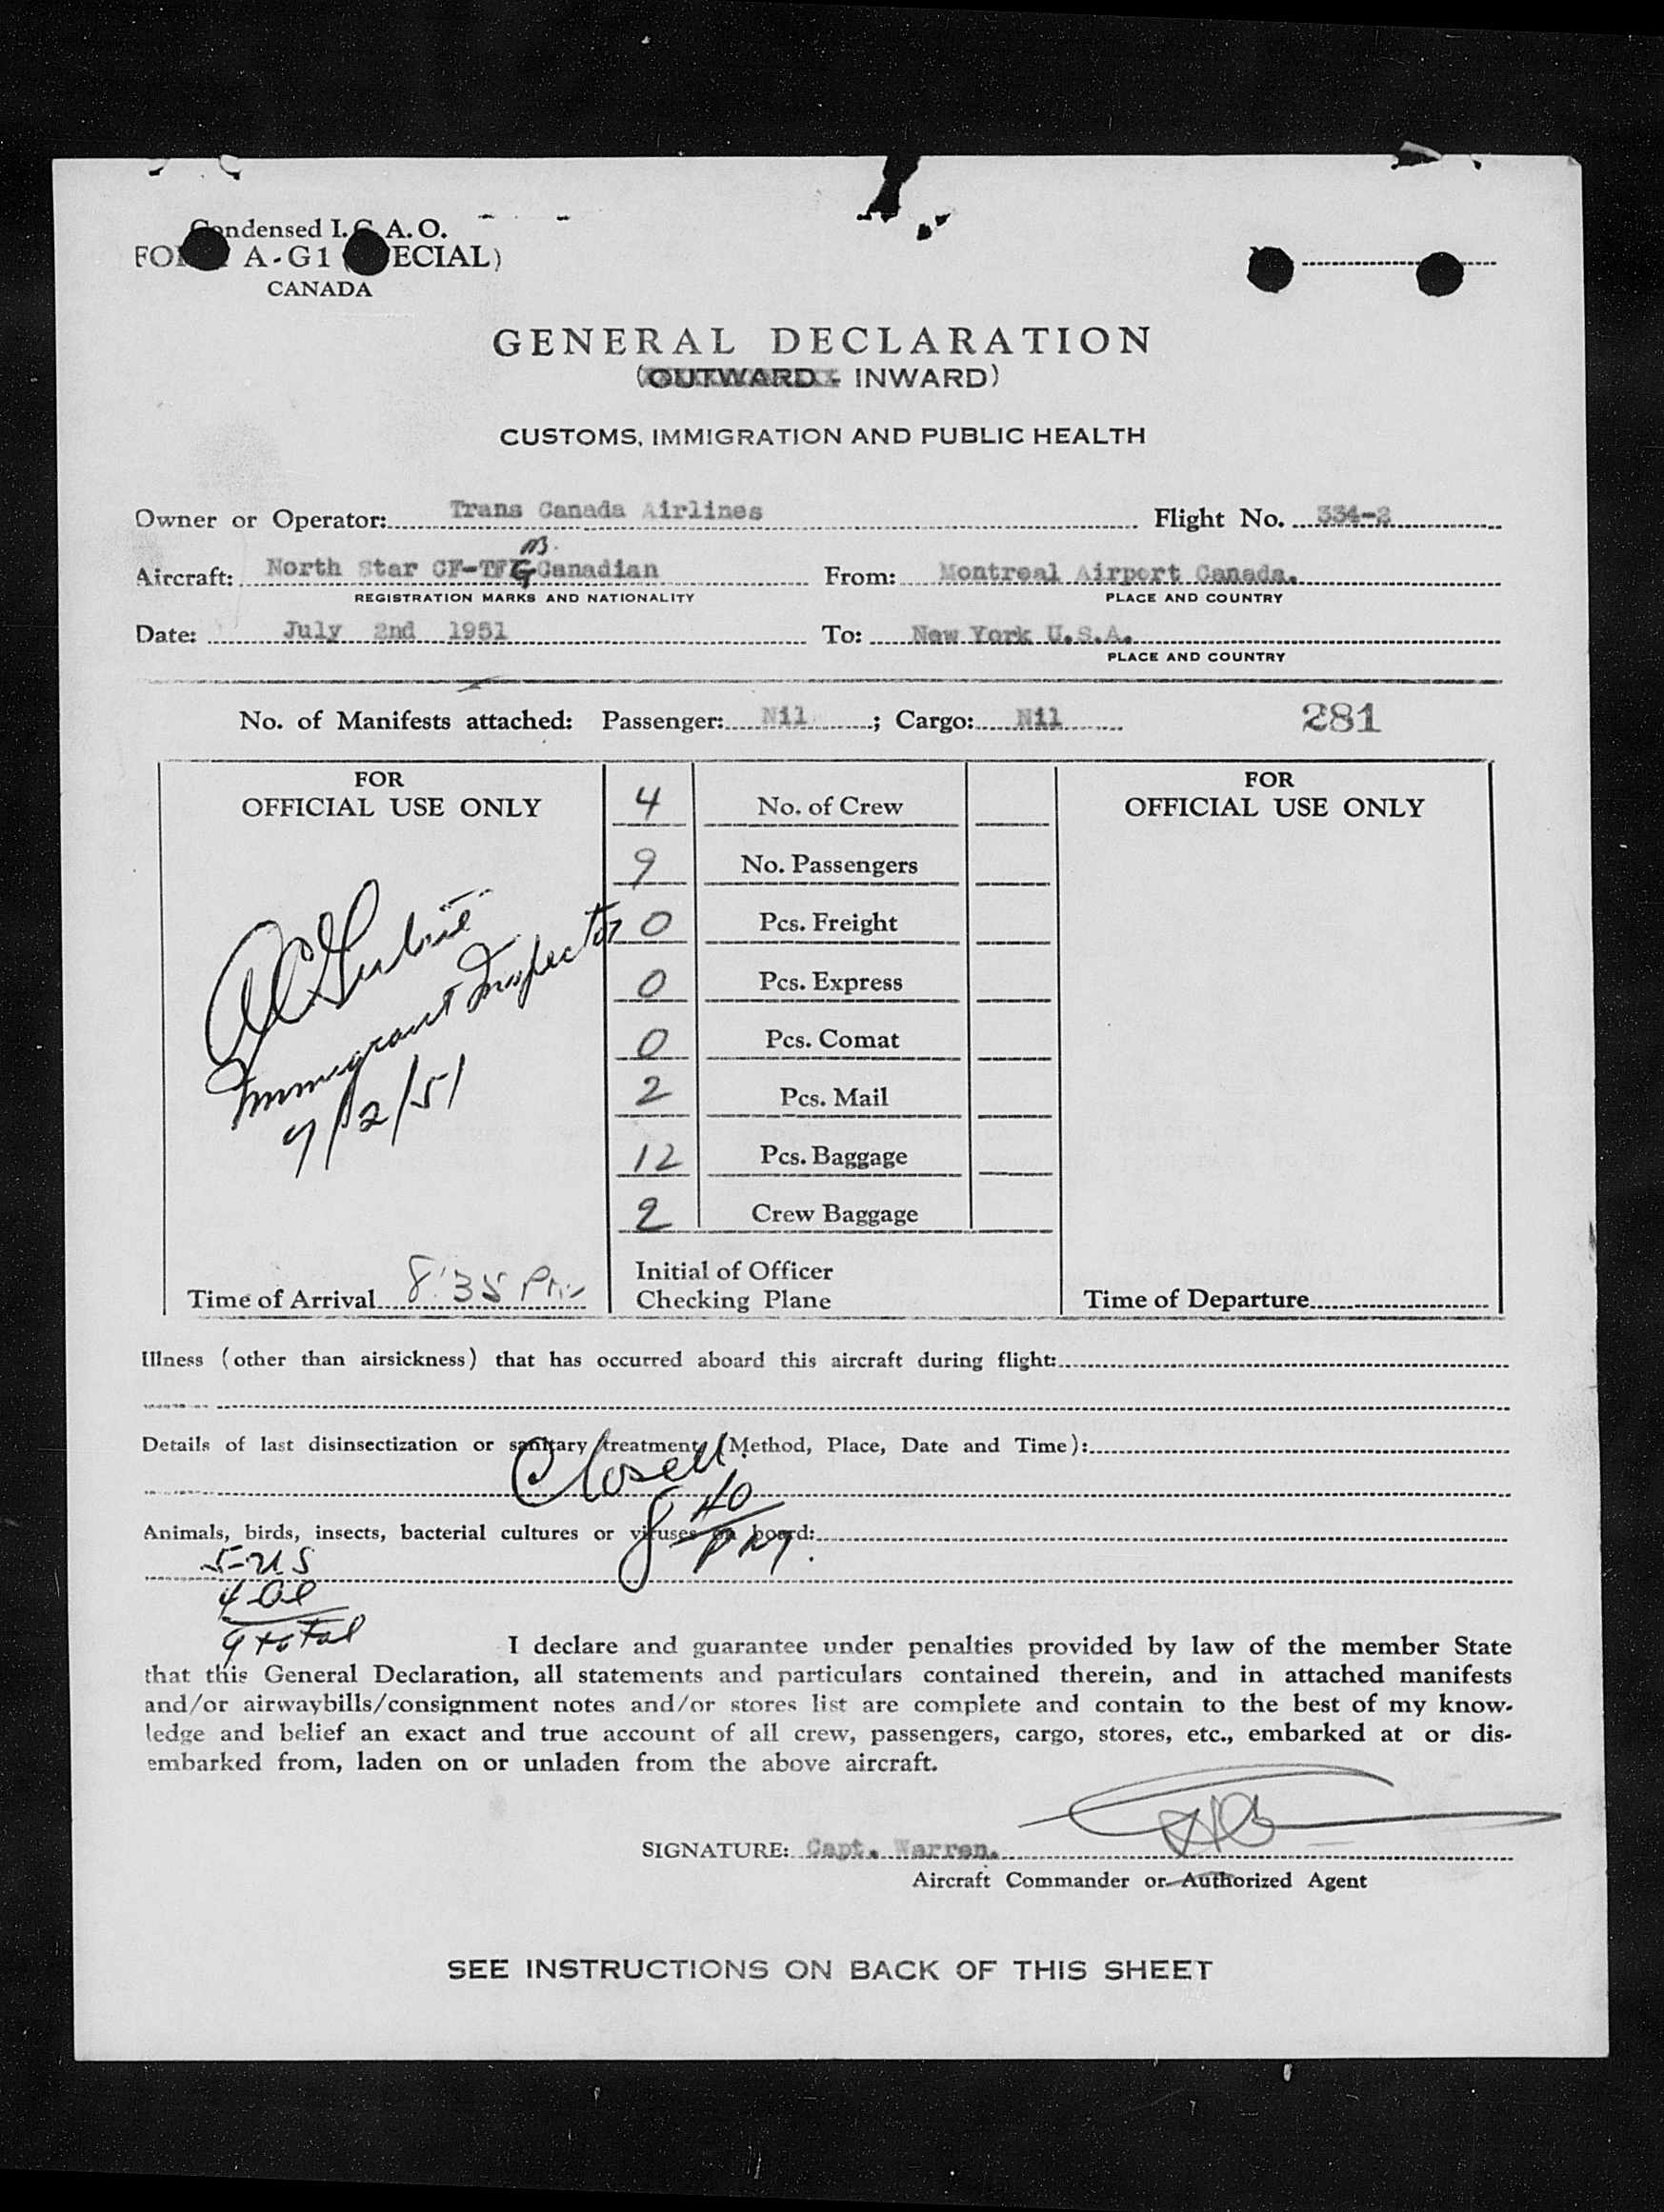 Condensed I.C.A.O.
FORM A-G1 (SPECIAL)
CANADA
GENERAL DECLARATION
(OUTWARD - INWARD)
CUSTOMS, IMMIGRATION AND PUBLIC HEALTH
Owner or Operator: Trans Canada Airlines Flight No. 334-2
Aircraft: North Star CF-TFG Canadian From: Montreal Airport Canada.
REGISTRATION MARKS AND NATIONALITY PLACE AND COUNTRY
Date: July 2nd 1951 To: New York U.S.A.
PLACE AND COUNTRY
No. of Manifests attached: Passenger: Nil ; Cargo: Nil 281
FOR
OFFICIAL USE ONLY
Immigrant Inspector
7/2/51
Time of Arrival 8:35 Pm
4 No. of Crew
9 No. Passengers
0 Pcs. Freight
0 Pcs. Express
0 Pcs. Comat
2 Pcs. Mail
12 Pcs. Baggage
2 Crew Baggage
Initial of Officer
Checking Plane
FOR
OFFICIAL USE ONLY
Time of Departure
Illness (other than airsickness) that has occurred aboard this aircraft during flight:
Details of last disinsectization or sanitary treatment (Method, Place, Date and Time):
Closed.
8 40 PM.
Animals, birds, insects, bacterial cultures or viruses on board:
5-US
4
9 total
I declare and guarantee under penalties provided by law of the member State
that this General Declaration, all statements and particulars contained therein, and in attached manifests
and/or airwaybills/consignment notes and/or stores list are complete and contain to the best of my know-
ledge and belief an exact and true account of all crew, passengers, cargo, stores, etc., embarked at or dis-
embarked from, laden on or unladen from the above aircraft.
SIGNATURE: Capt. Warren.
Aircraft Commander or Authorized Agent
SEE INSTRUCTIONS ON BACK OF THIS SHEET